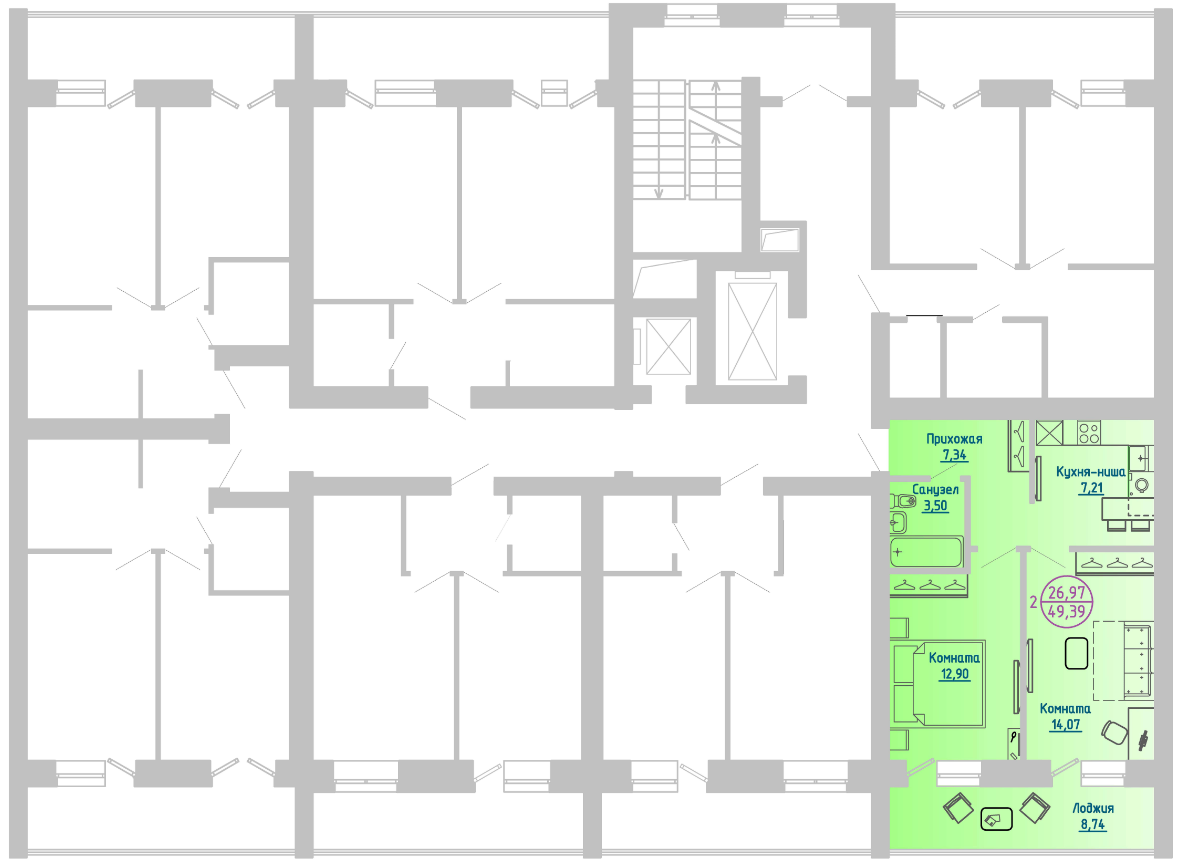 Прихожая
7,34
Кухня-ниша
7,21
Санузел
3,50
2
26,97
49,39
Комната
12,90
Комната
14,07
Лоджия
8,74